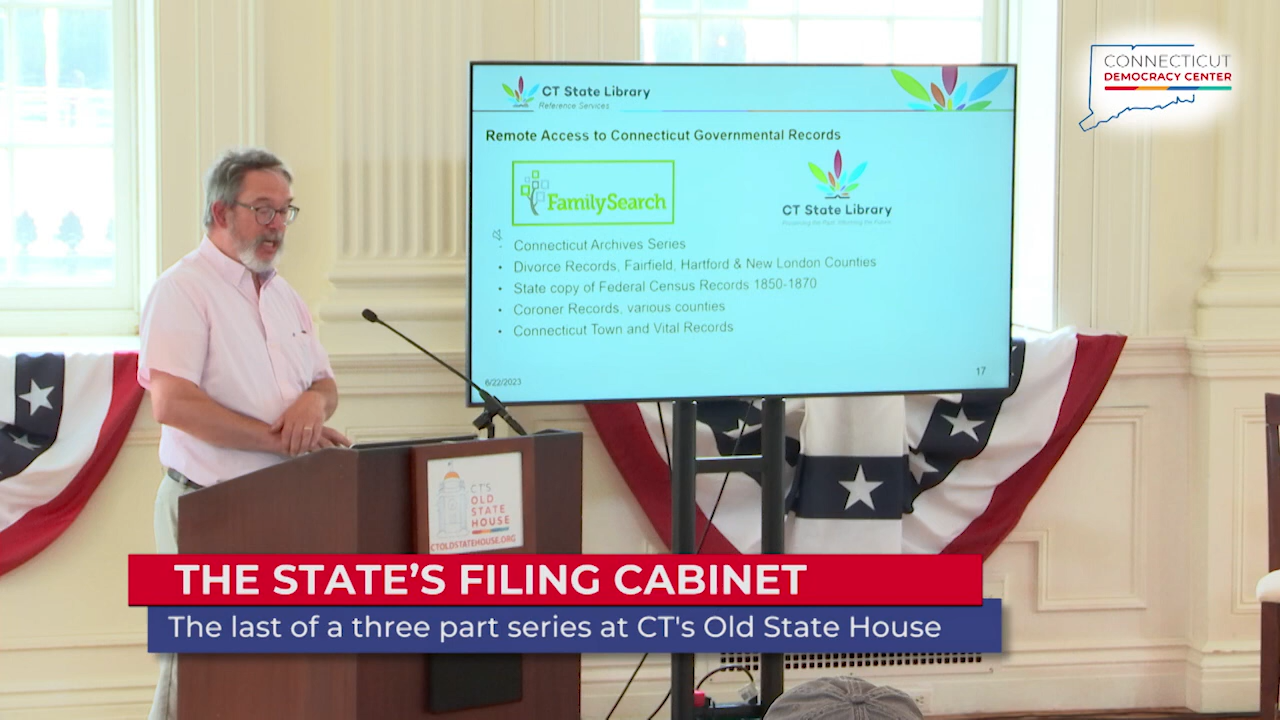 CONNECTICUT
DEMOCRACY CENTER
CT State Library
Reference Services
Remote Access to Connecticut Governmental Records
FamilySearch
CT State Library
• Connecticut Archives Series
• Divorce Records, Fairfield, Hartford & New London Counties
• State copy of Federal Census Records 1850-1870
• Coroner Records, various counties
• Connecticut Town and Vital Records
6/22/2023
17
CT'S
OLD
STATE
HOUSE
CTOLDSTATEHOUSE.ORG
THE STATE’S FILING CABINET
The last of a three part series at CT's Old State House